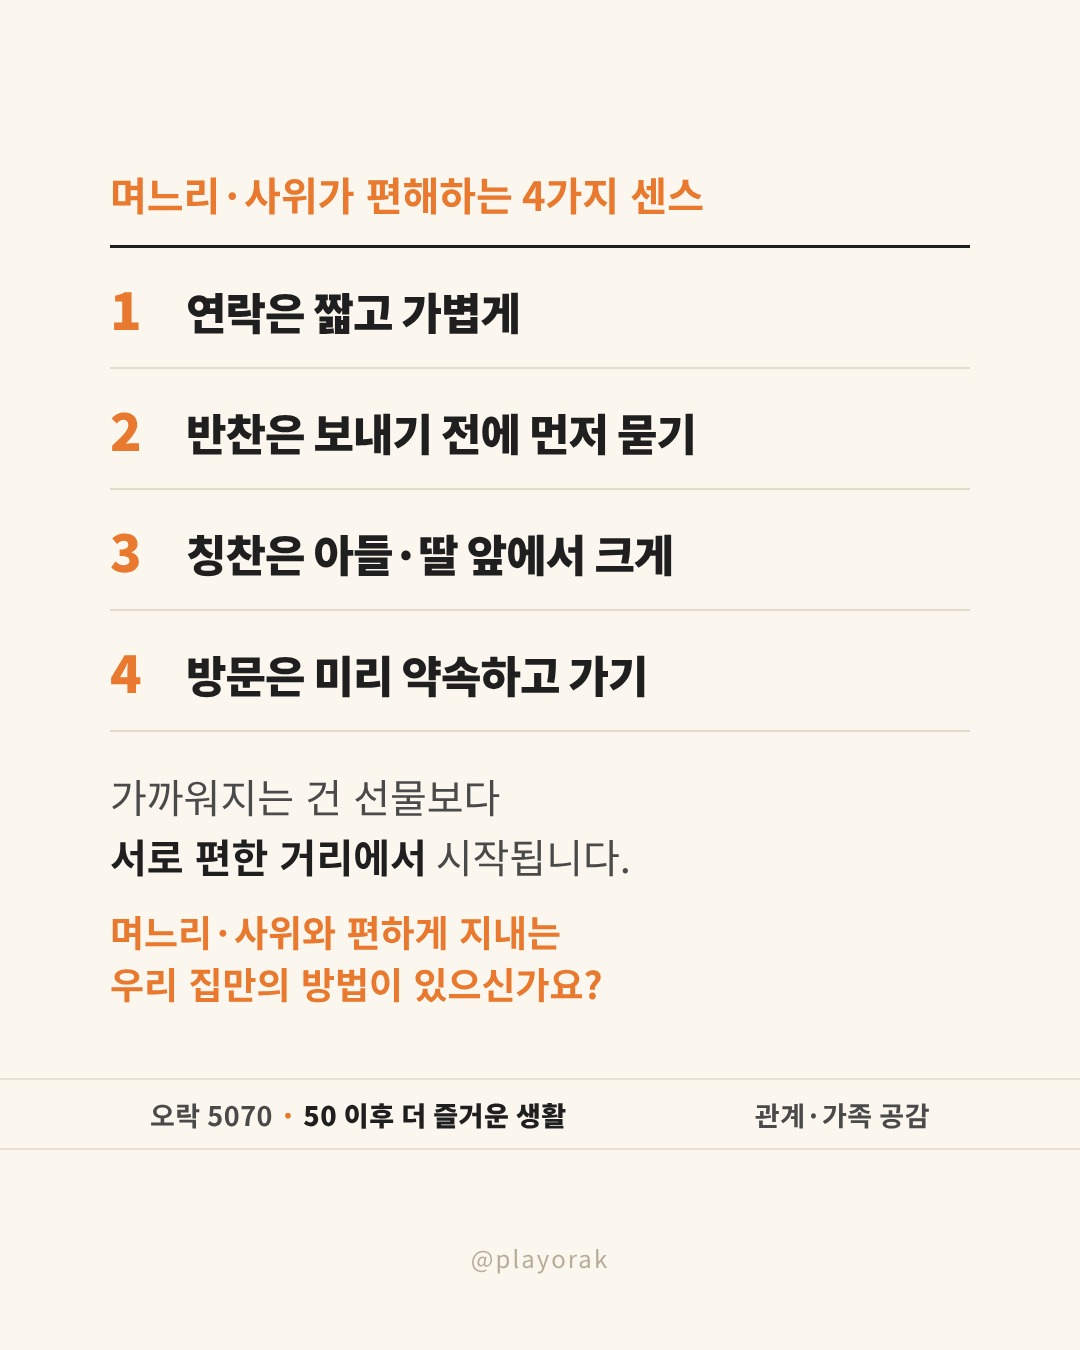 며느리·사위가 편해하는 4가지 센스
1 연락은 짧고 가볍게
2 반찬은 보내기 전에 먼저 묻기
3 칭찬은 아들·딸 앞에서 크게
4 방문은 미리 약속하고 가기
가까워지는 건 선물보다
서로 편한 거리에서 시작됩니다.
며느리·사위와 편하게 지내는
우리 집만의 방법이 있으신가요?
오락 5070 · 50 이후 더 즐거운 생활 관계·가족 공감
@playorak